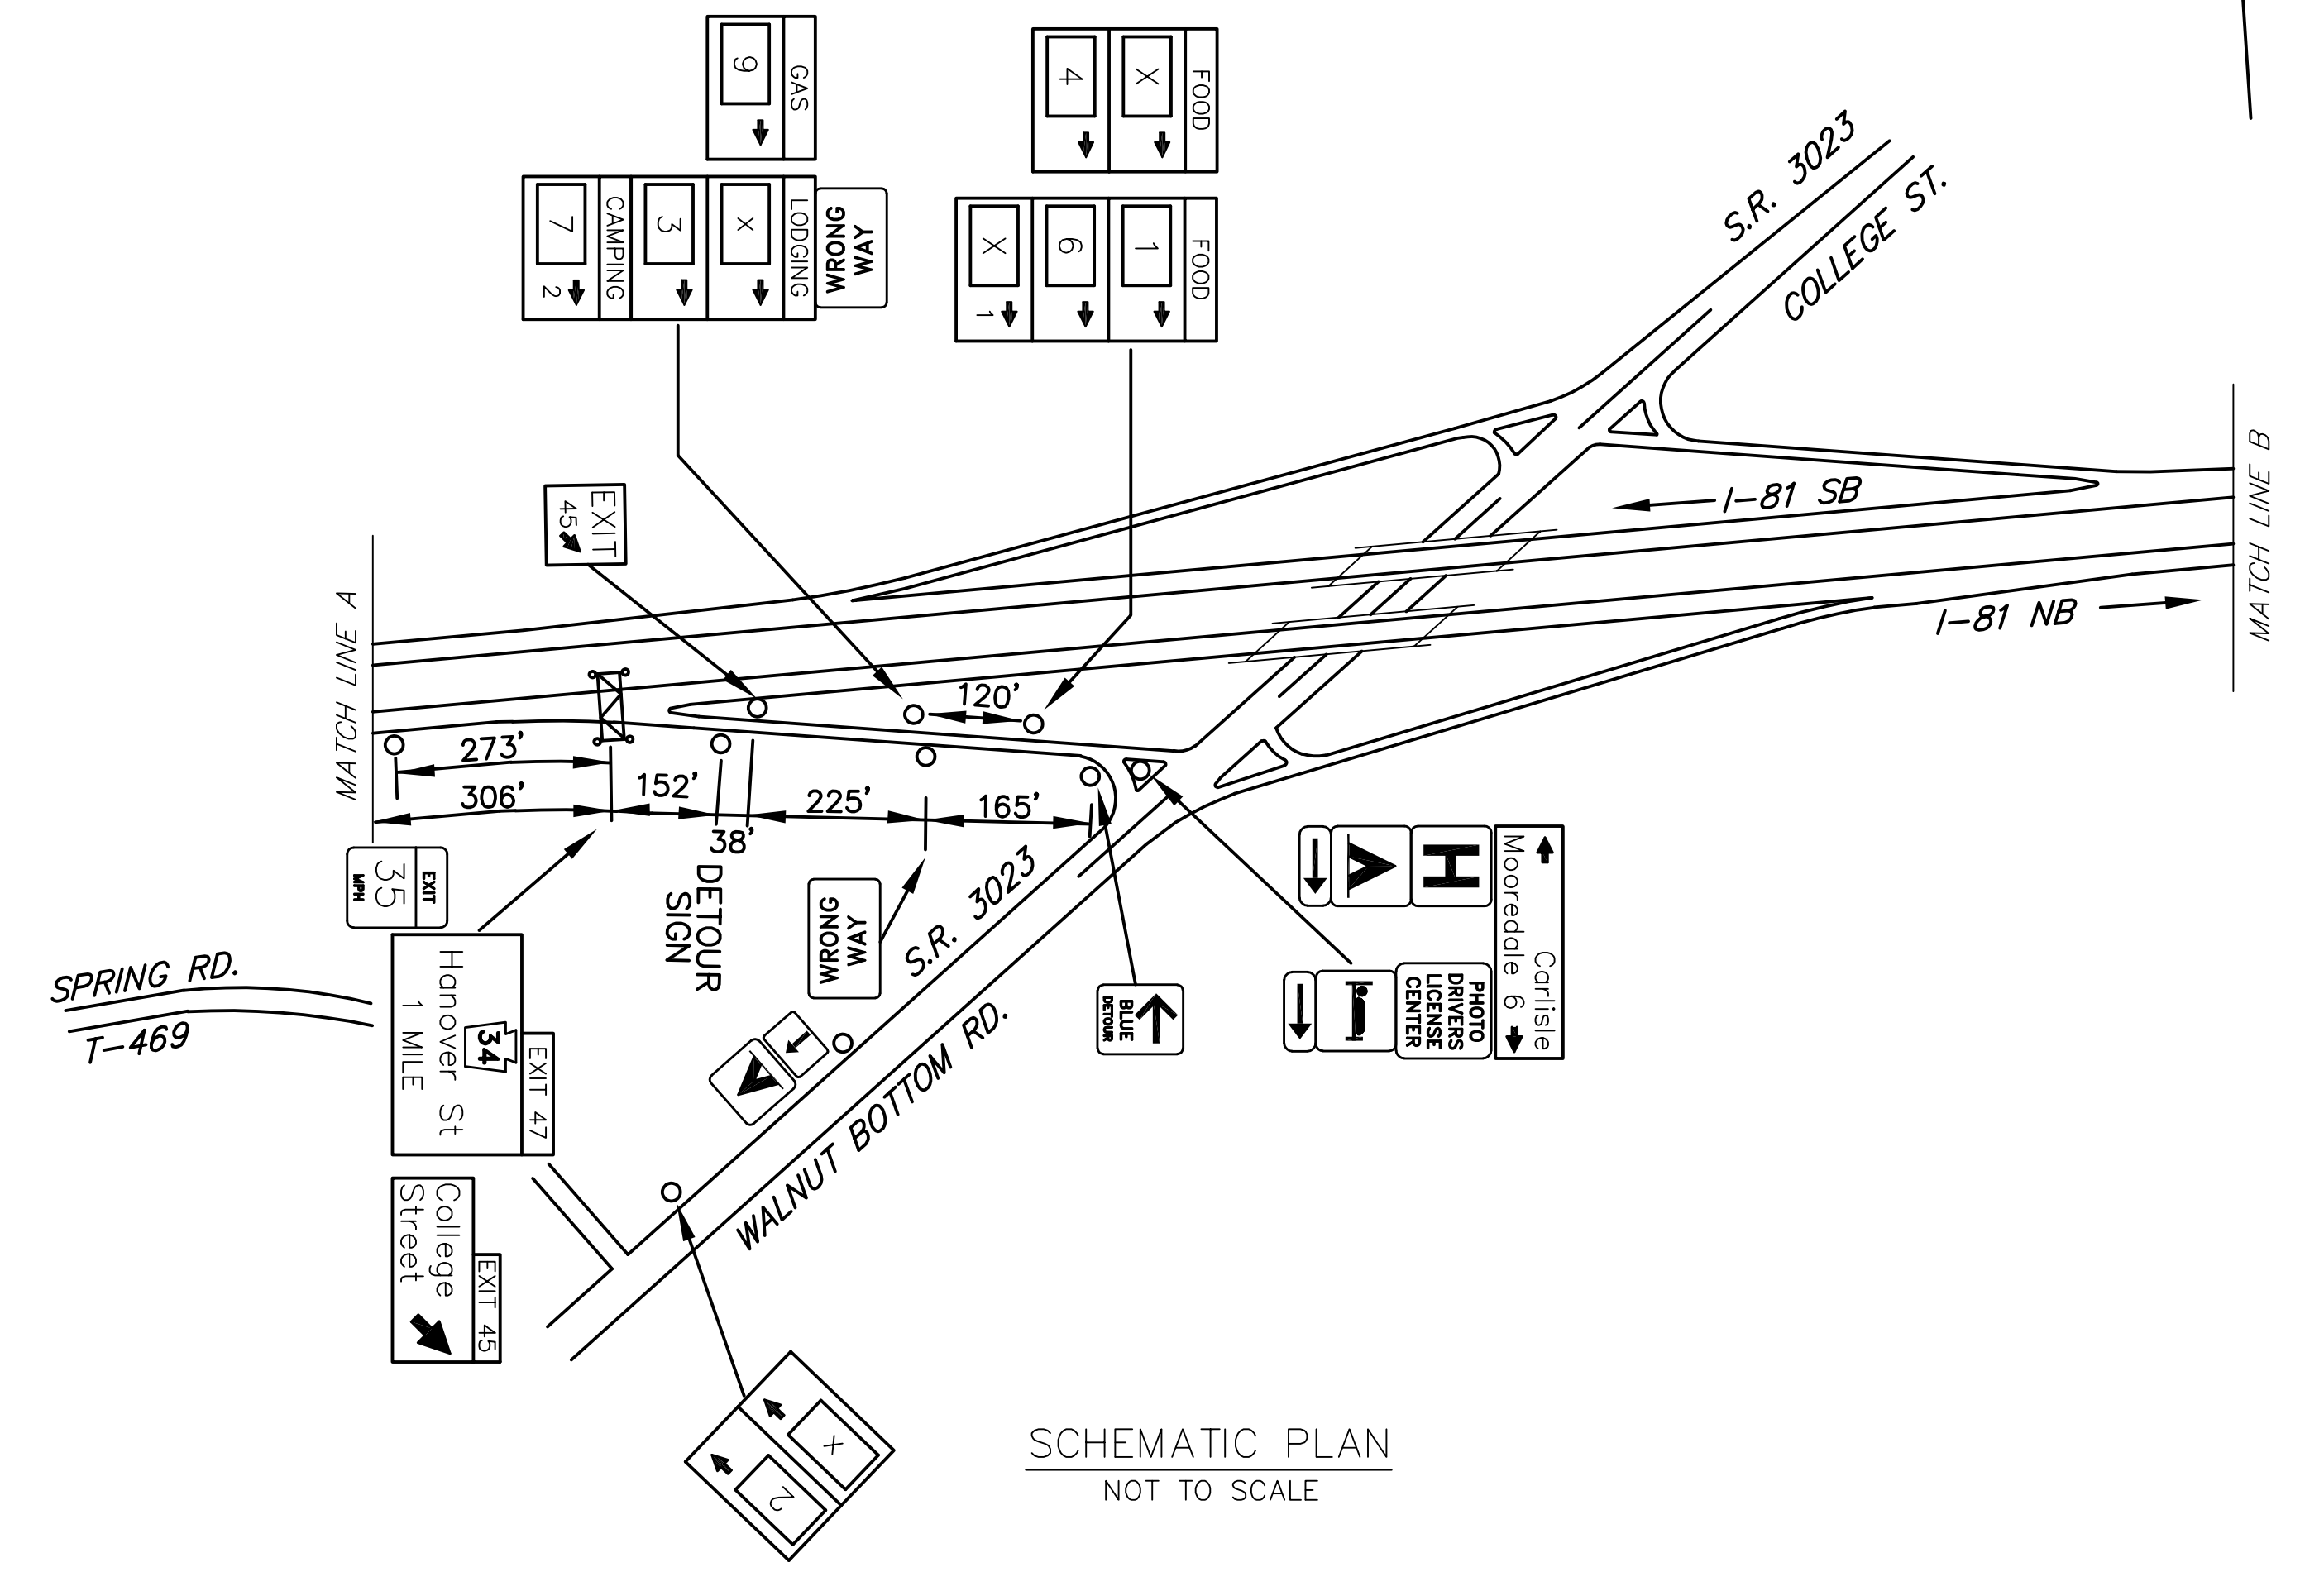 GAS
9
LODGING
X
3
CAMPING
7
2
WRONG
WAY
FOOD
X
4
FOOD
1
6
X
1
S.R. 3023
COLLEGE ST.
EXIT
45
MATCH LINE A
MATCH LINE B
I-81 SB
I-81 NB
120'
273'
306'
152'
38'
225'
165'
EXIT
35
MPH
DETOUR
SIGN
WRONG
WAY
S.R. 3023
WALNUT BOTTOM RD.
SPRING RD.
T-469
EXIT 47
34
Hanover St
1 MILE
EXIT 45
College
Street
BLUE
DETOUR
H
Carlisle
Mooredale 6
PHOTO
DRIVERS
LICENSE
CENTER
X
2
SCHEMATIC PLAN
NOT TO SCALE